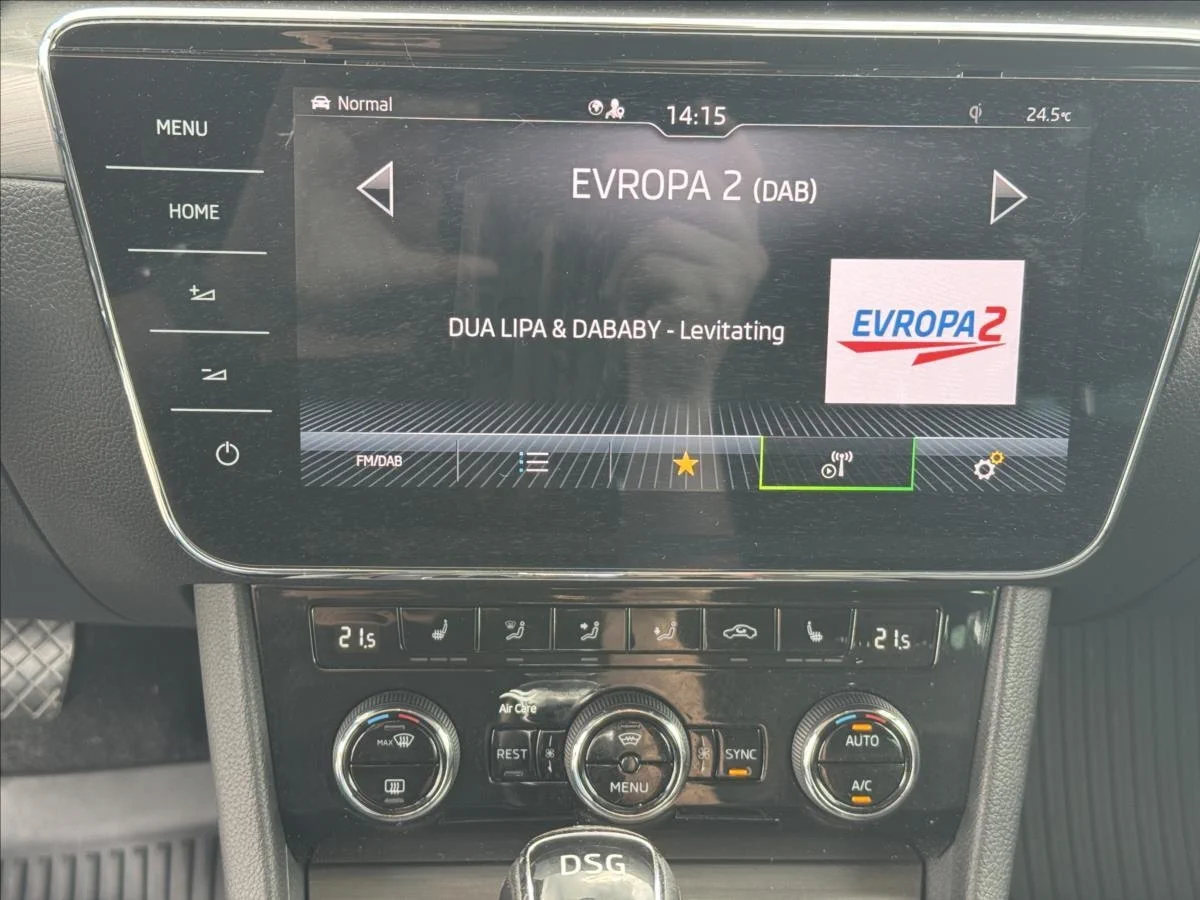 Normal
14:15
24.5°C
MENU
HOME
EVROPA 2 (DAB)
DUA LIPA & DABABY - Levitating
EVROPA 2
FM/DAB
21.5
21.5
Air Care
MAX
REST
MENU
SYNC
AUTO
A/C
DSG